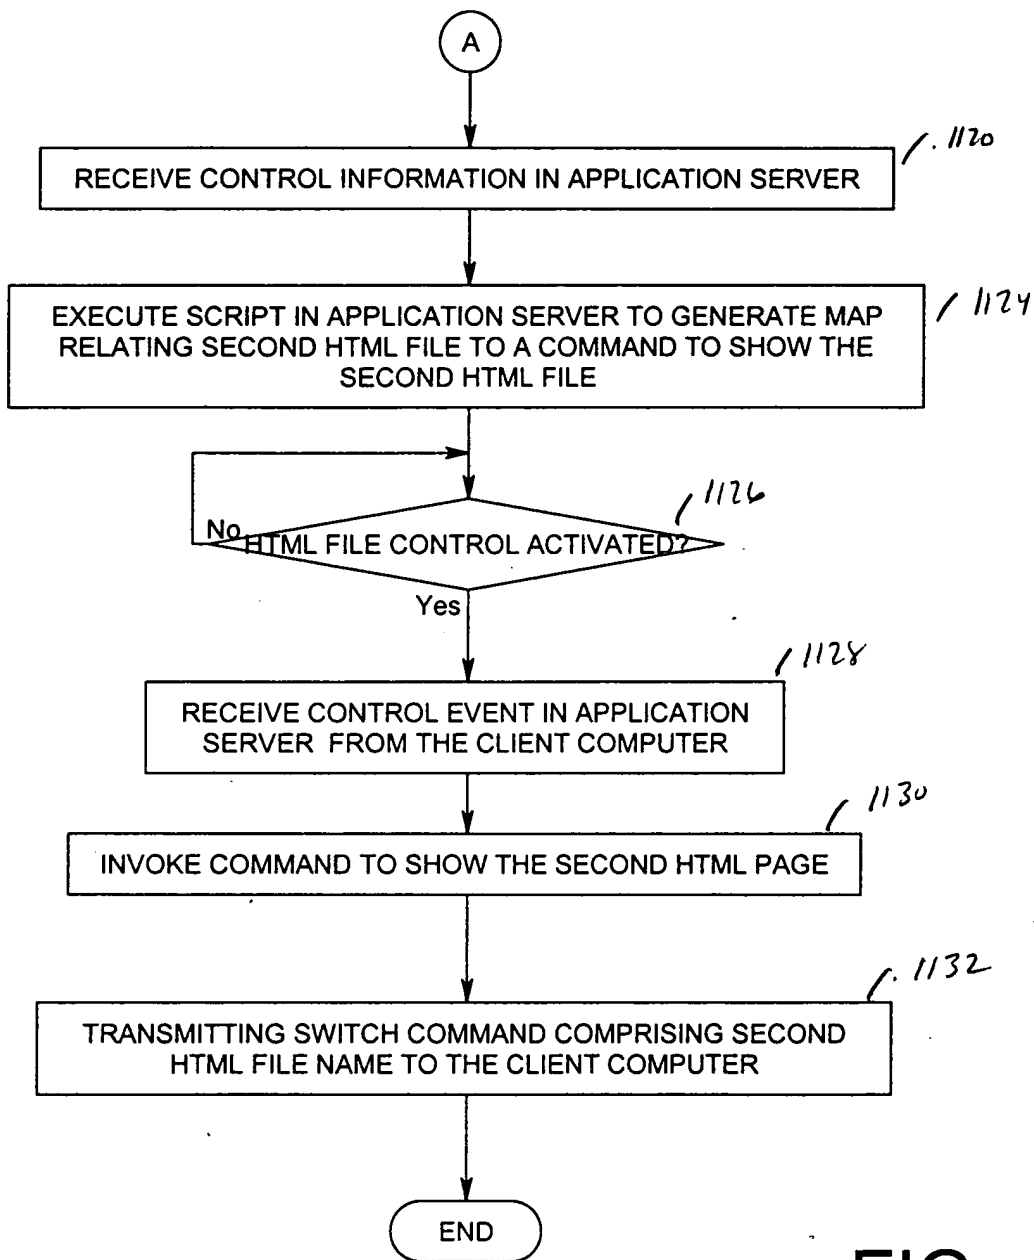 A
1120
RECEIVE CONTROL INFORMATION IN APPLICATION SERVER
1124
EXECUTE SCRIPT IN APPLICATION SERVER TO GENERATE MAP
RELATING SECOND HTML FILE TO A COMMAND TO SHOW THE
SECOND HTML FILE
1126
No
HTML FILE CONTROL ACTIVATED?
Yes
1128
RECEIVE CONTROL EVENT IN APPLICATION
SERVER FROM THE CLIENT COMPUTER
1130
INVOKE COMMAND TO SHOW THE SECOND HTML PAGE
1132
TRANSMITTING SWITCH COMMAND COMPRISING SECOND
HTML FILE NAME TO THE CLIENT COMPUTER
END